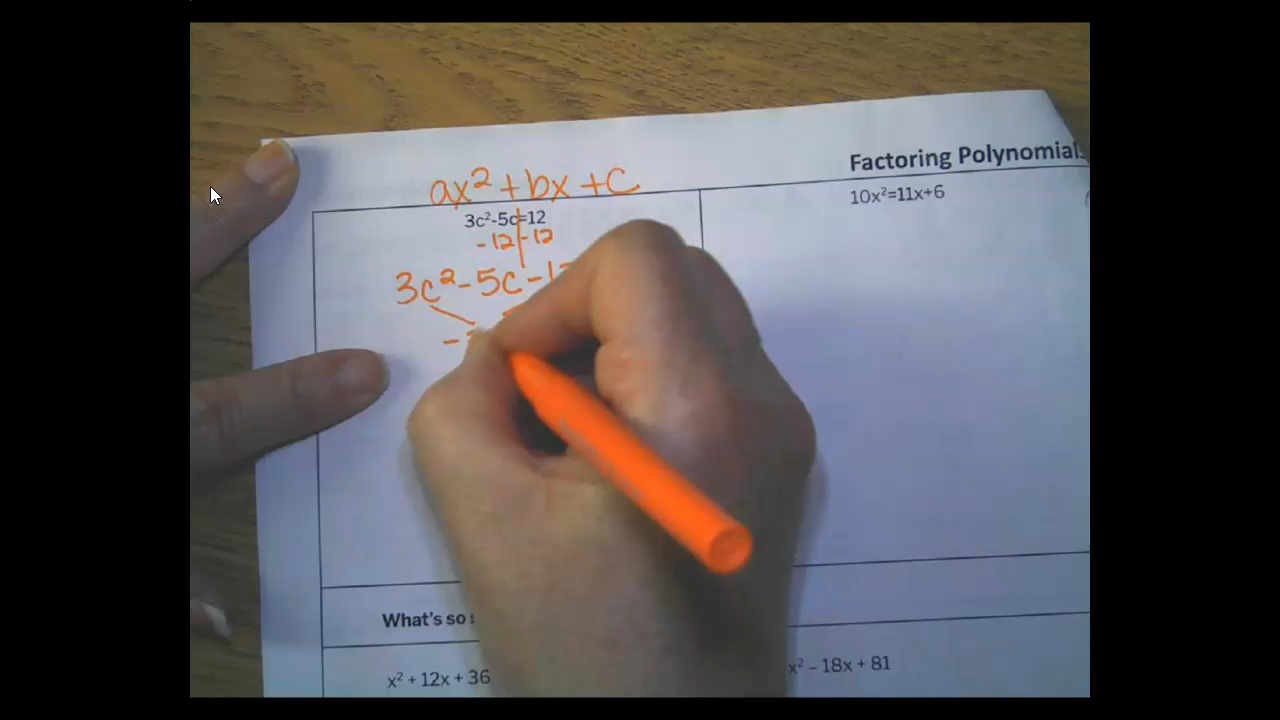 Factoring Polynomials
ax² + bx + c
3c²-5c=12
-12 -12
3c² - 5c - 12
10x²=11x+6
What's so
x² + 12x + 36
x² – 18x + 81